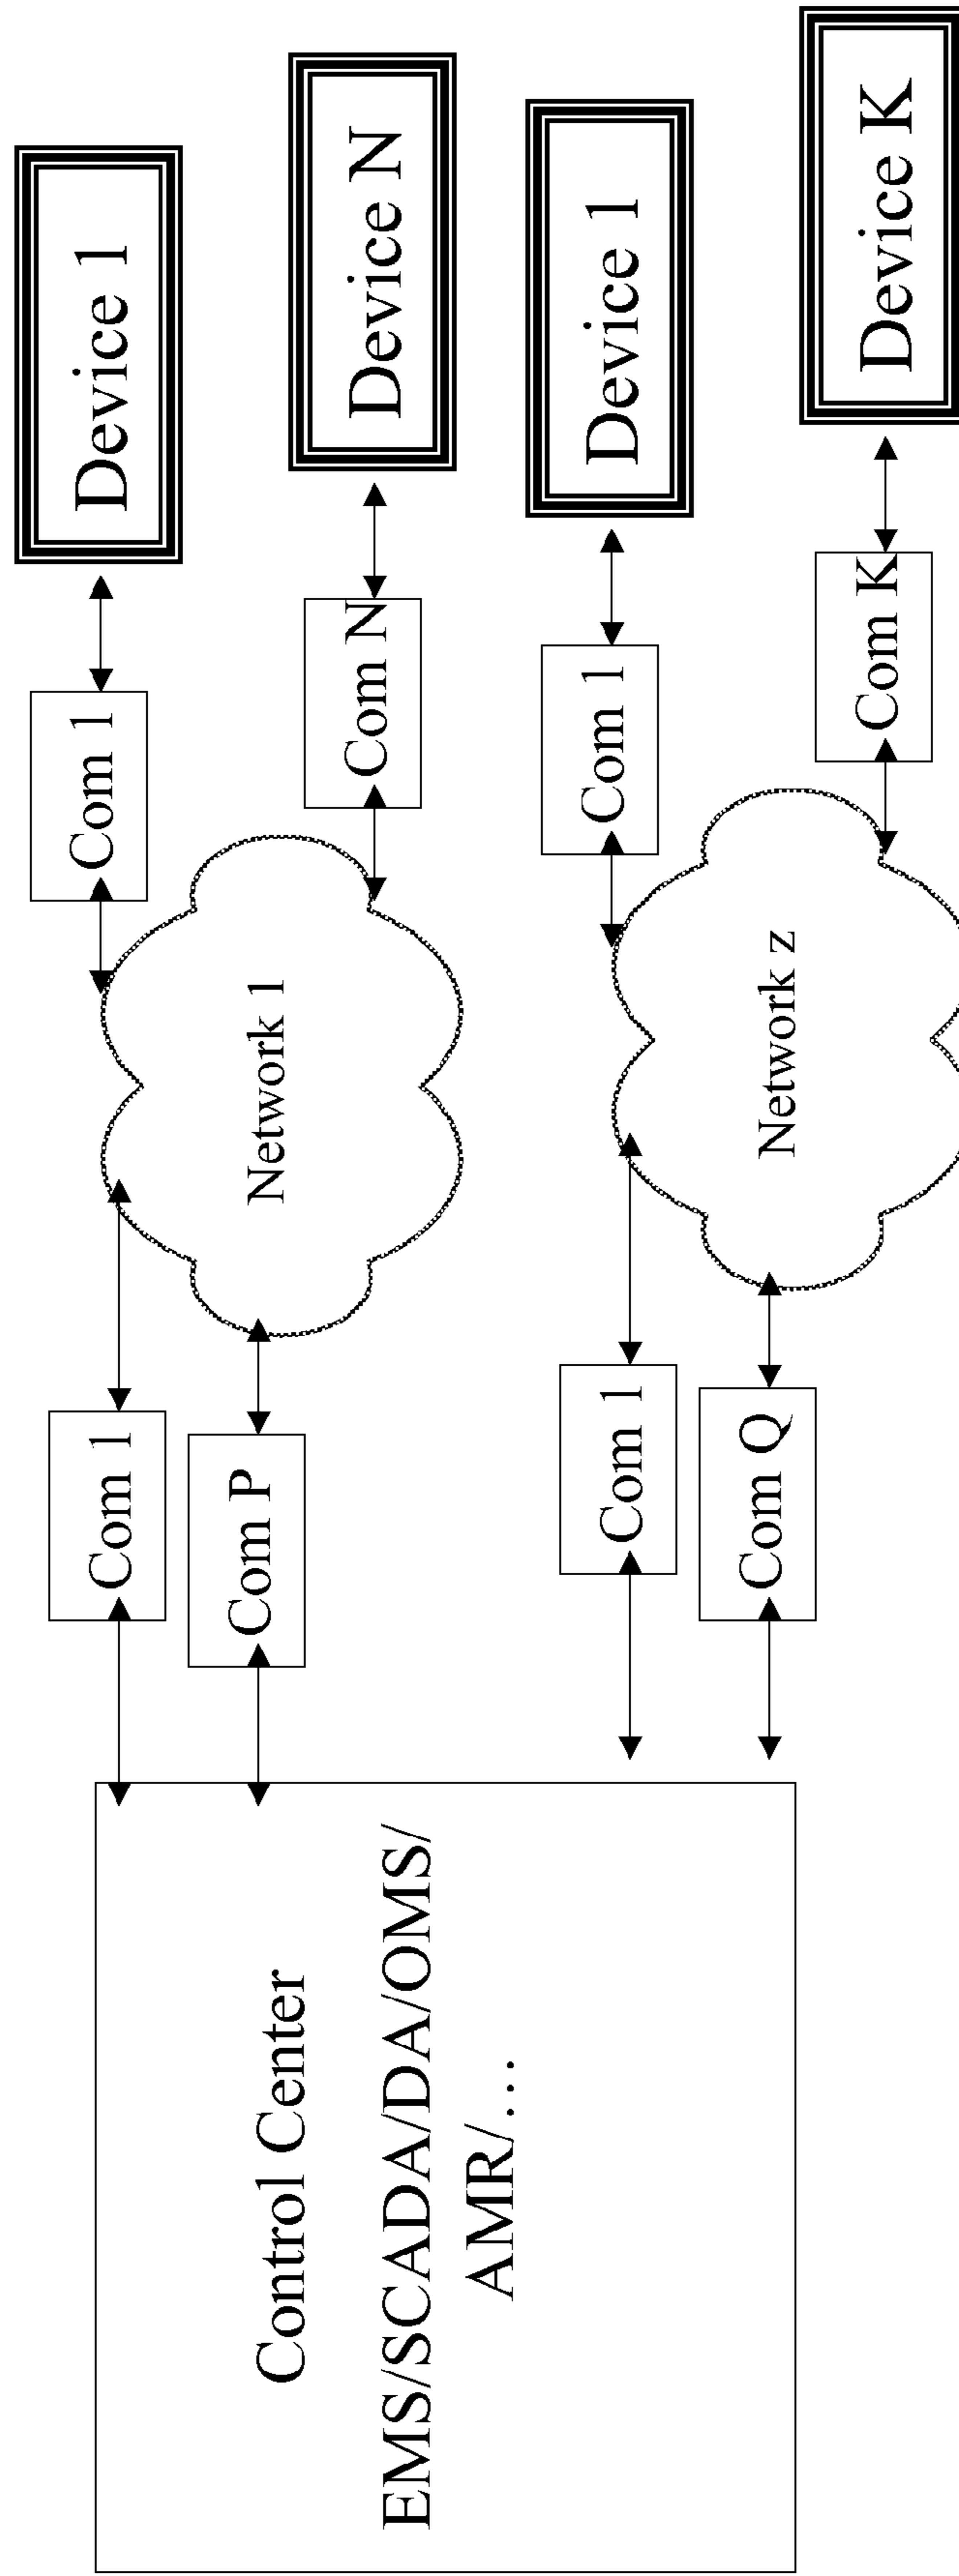 Control Center
EMS/SCADA/DA/OMS/
AMR/…
Com 1
Com P
Network 1
Com 1
Device 1
Com N
Device N
Com 1
Com Q
Network z
Com 1
Device 1
Com K
Device K